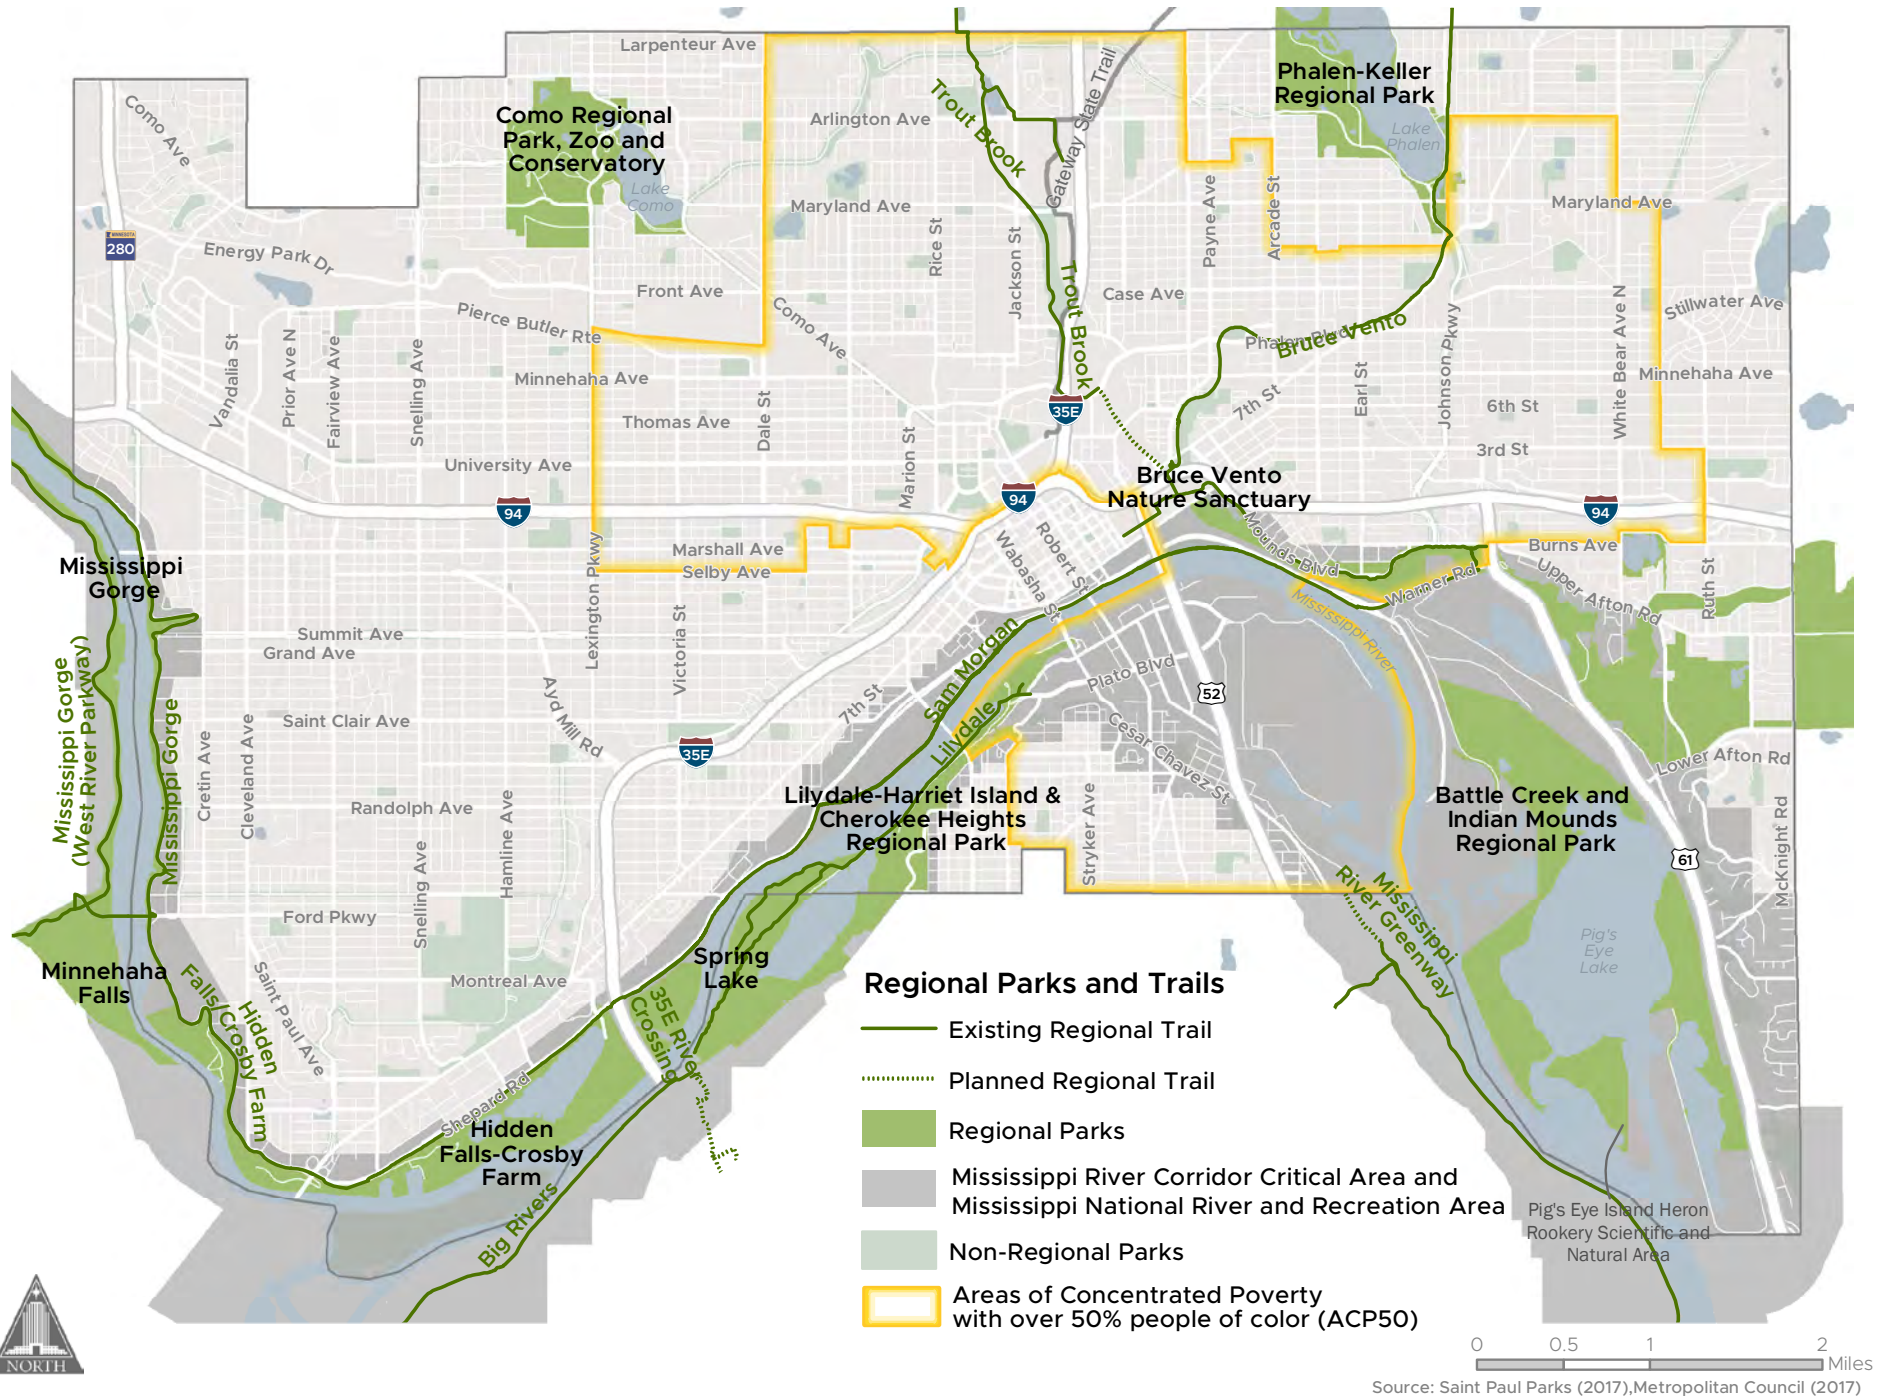 Larpenteur Ave
Phalen-Keller
Regional Park
Como Ave
Como Regional
Park, Zoo and
Conservatory
Trout Brook
Arlington Ave
Gateway State Trail
Lake
Phalen
Lake
Como
Maryland Ave
Payne Ave
Arcade St
Maryland Ave
MINNESOTA
280
Energy Park Dr
Rice St
Jackson St
Trout Brook
Front Ave
Case Ave
Como Ave
Stillwater Ave
Pierce Butler Rte
Phalen Blvd
Bruce Vento
Johnson Pkwy
White Bear Ave N
Vandalia St
Prior Ave N
Fairview Ave
Snelling Ave
Minnehaha Ave
Earl St
Minnehaha Ave
Dale St
35E
7th St
6th St
Thomas Ave
University Ave
Marion St
3rd St
Bruce Vento
Nature Sanctuary
94
94
94
Robert St
Wabasha St
Mounds Blvd
Marshall Ave
Selby Ave
Lexington Pkwy
Burns Ave
Upper Afton Rd
Ruth St
Warner Rd
Mississippi River
Mississippi
Gorge
Summit Ave
Grand Ave
Victoria St
Sam Morgan
Plato Blvd
52
Mississippi Gorge
(West River Parkway)
Mississippi Gorge
Ayd Mill Rd
7th St
Lilydale
Cesar Chavez St
Saint Clair Ave
35E
Cretin Ave
Cleveland Ave
Lower Afton Rd
Randolph Ave
Hamline Ave
Lilydale-Harriet Island &
Cherokee Heights
Regional Park
Stryker Ave
Battle Creek and
Indian Mounds
Regional Park
61
McKnight Rd
Snelling Ave
Ford Pkwy
Mississippi
River Greenway
Pig's
Eye
Lake
Minnehaha
Falls
Hidden
Falls/Crosby Farm
Saint Paul Ave
Montreal Ave
Spring
Lake
35E River
Crossing
Shepard Rd
Hidden
Falls-Crosby
Farm
Big Rivers
Regional Parks and Trails
Existing Regional Trail
Planned Regional Trail
Regional Parks
Mississippi River Corridor Critical Area and
Mississippi National River and Recreation Area
Non-Regional Parks
Areas of Concentrated Poverty
with over 50% people of color (ACP50)
Pig's Eye Island Heron
Rookery Scientific and
Natural Area
NORTH
0 0.5 1 2
Miles
Source: Saint Paul Parks (2017),Metropolitan Council (2017)